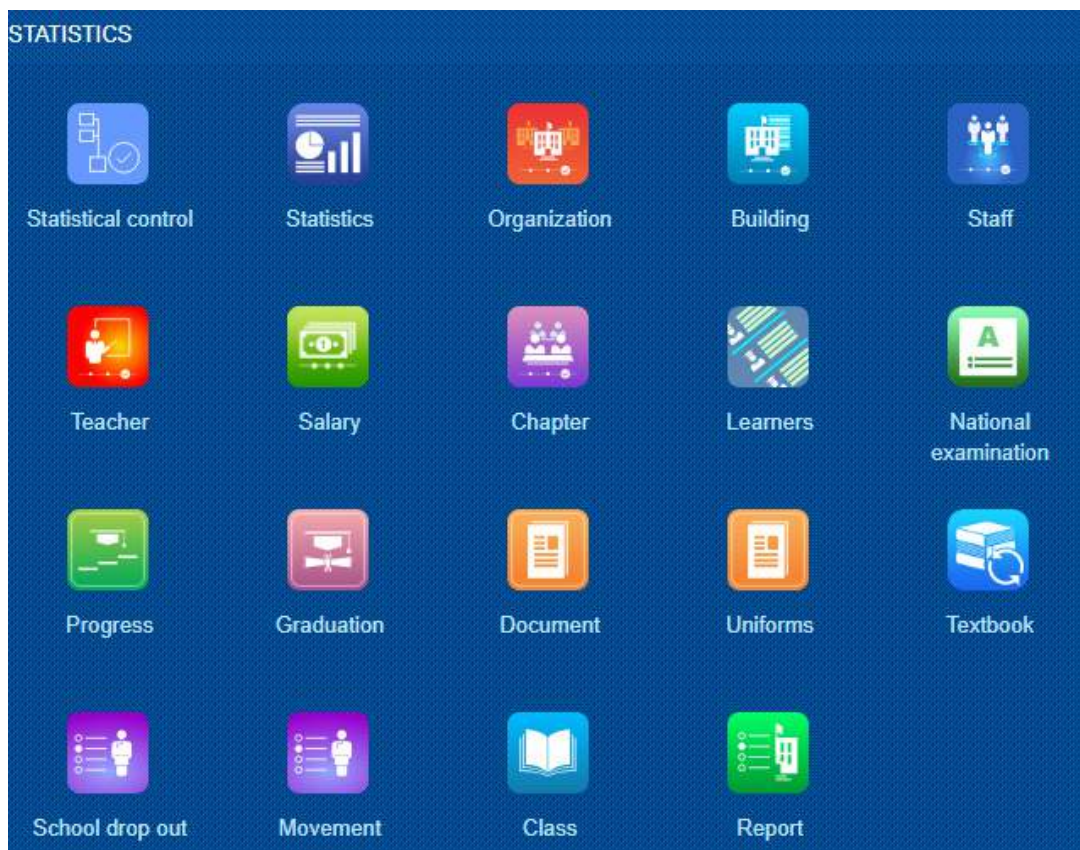 STATISTICS
Statistical control
Statistics
Organization
Building
Staff
Teacher
Salary
Chapter
Learners
National
examination
A
Progress
Graduation
Document
Uniforms
Textbook
School drop out
Movement
Class
Report